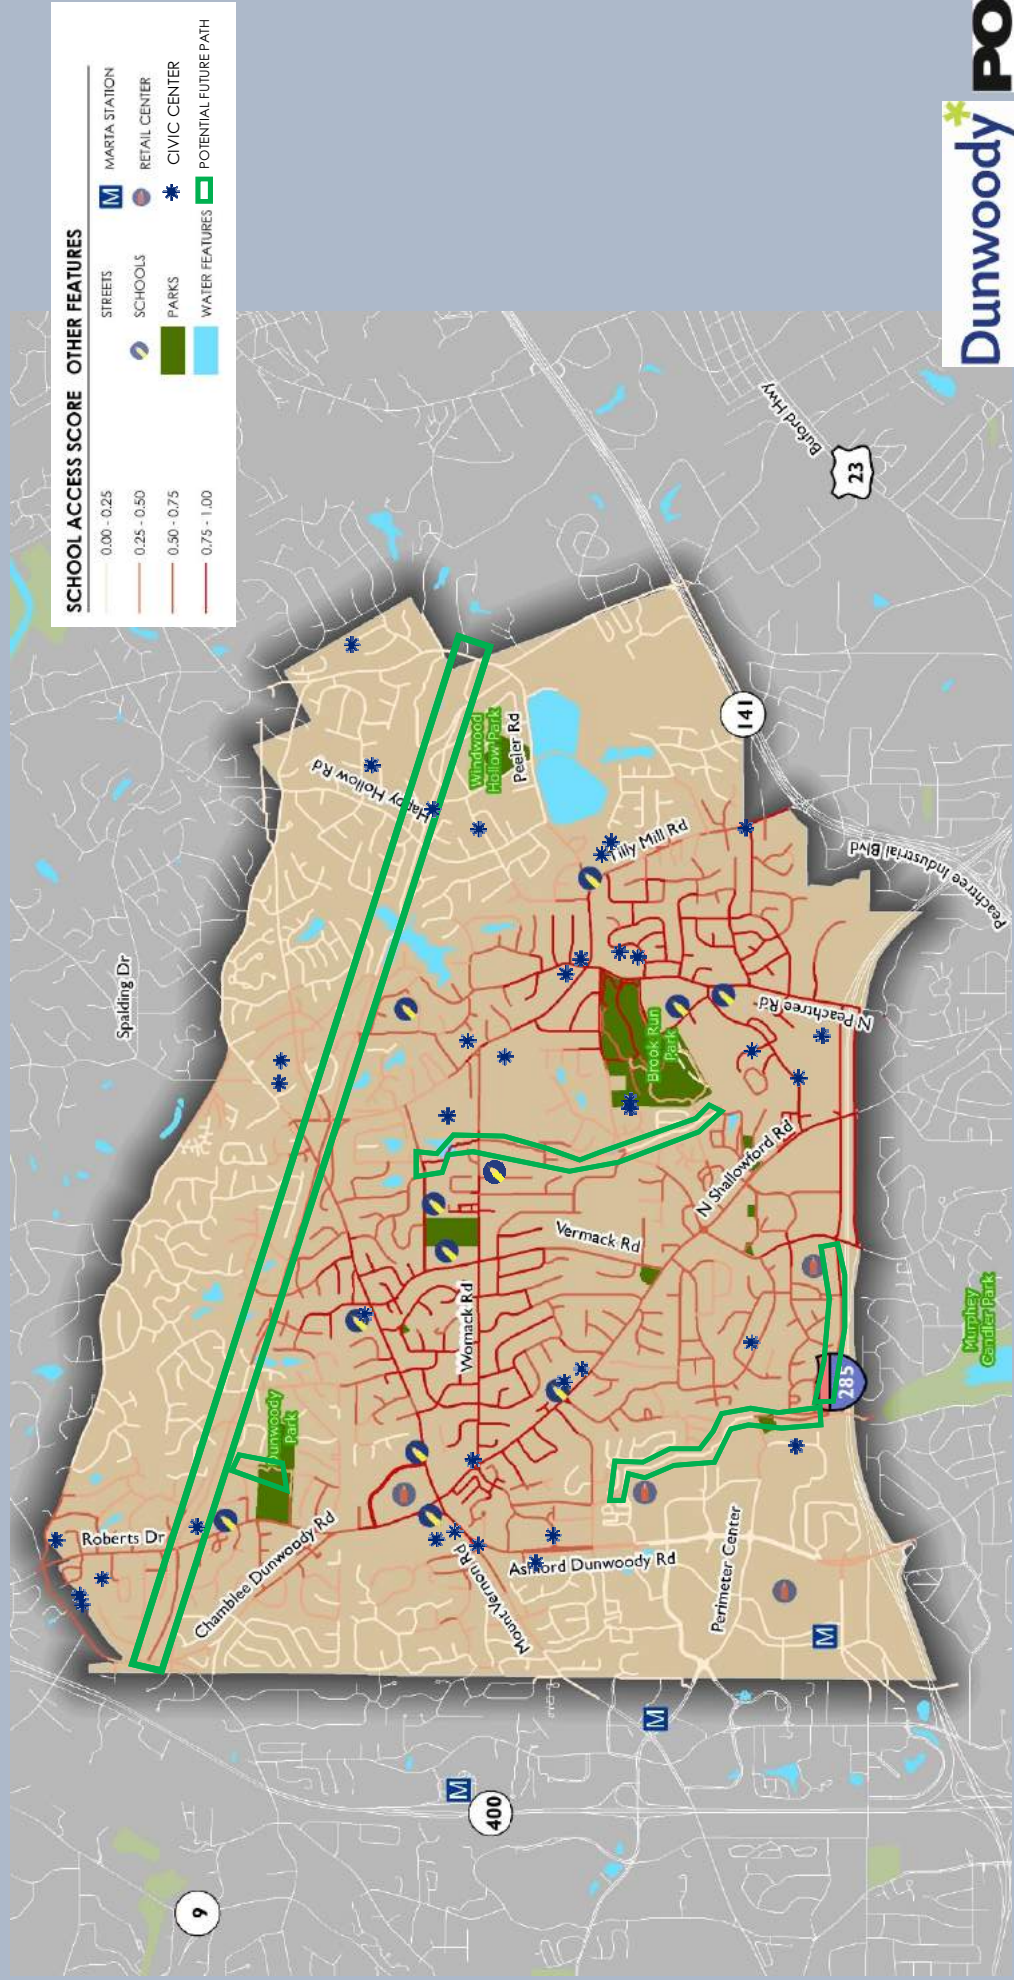 SCHOOL ACCESS SCORE
0.00 - 0.25
0.25 - 0.50
0.50 - 0.75
0.75 - 1.00
OTHER FEATURES
STREETS
SCHOOLS
PARKS
WATER FEATURES
M MARTA STATION
RETAIL CENTER
CIVIC CENTER
POTENTIAL FUTURE PATH
9
400
M
M
M
Roberts Dr
Chamblee Dunwoody Rd
Dunwoody
Park
Mount Vernon Rd
Ashford Dunwoody Rd
Perimeter Center
Womack Rd
Vermack Rd
N Shallowford Rd
285
Murphey
Candler Park
Spalding Dr
Brook Run
Park
N Peachtree Rd
Tilly Mill Rd
Happy Hollow Rd
Windwood
Hollow Park
Peeler Rd
141
Peachtree Industrial Blvd
Buford Hwy
23
Dunwoody*
PO